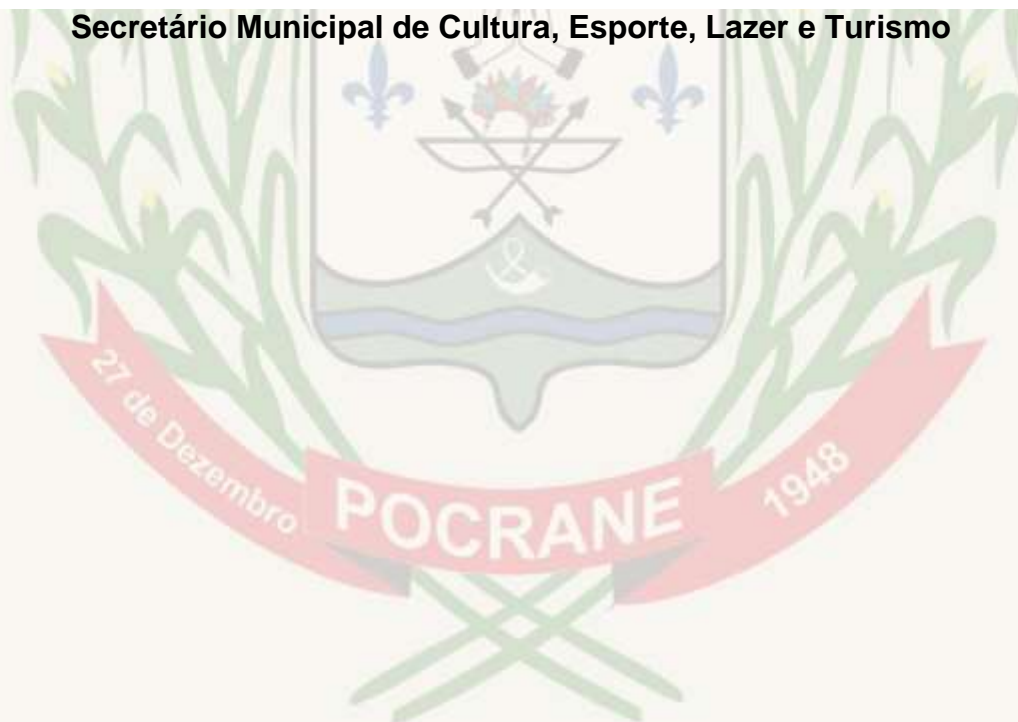 Secretário Municipal de Cultura, Esporte, Lazer e Turismo
27 de Dezembro
POCRANE
1948